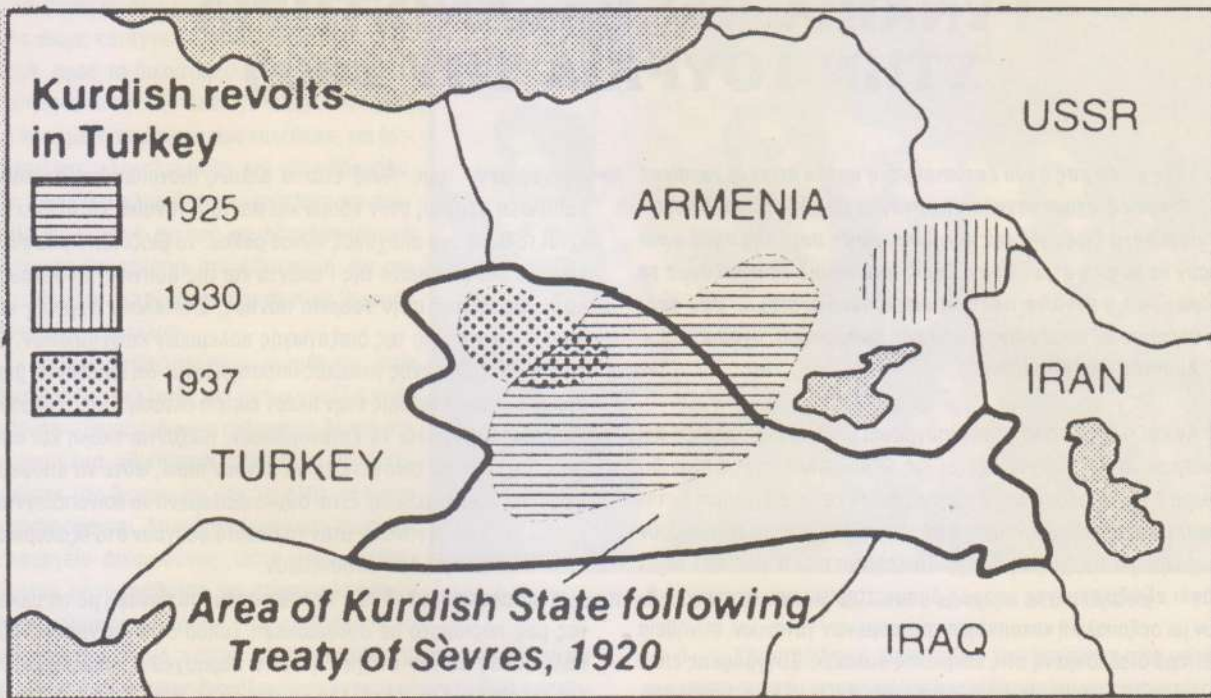 Kurdish revolts
in Turkey
1925
1930
1937
USSR
ARMENIA
IRAN
TURKEY
IRAQ
Area of Kurdish State following
Treaty of Sèvres, 1920